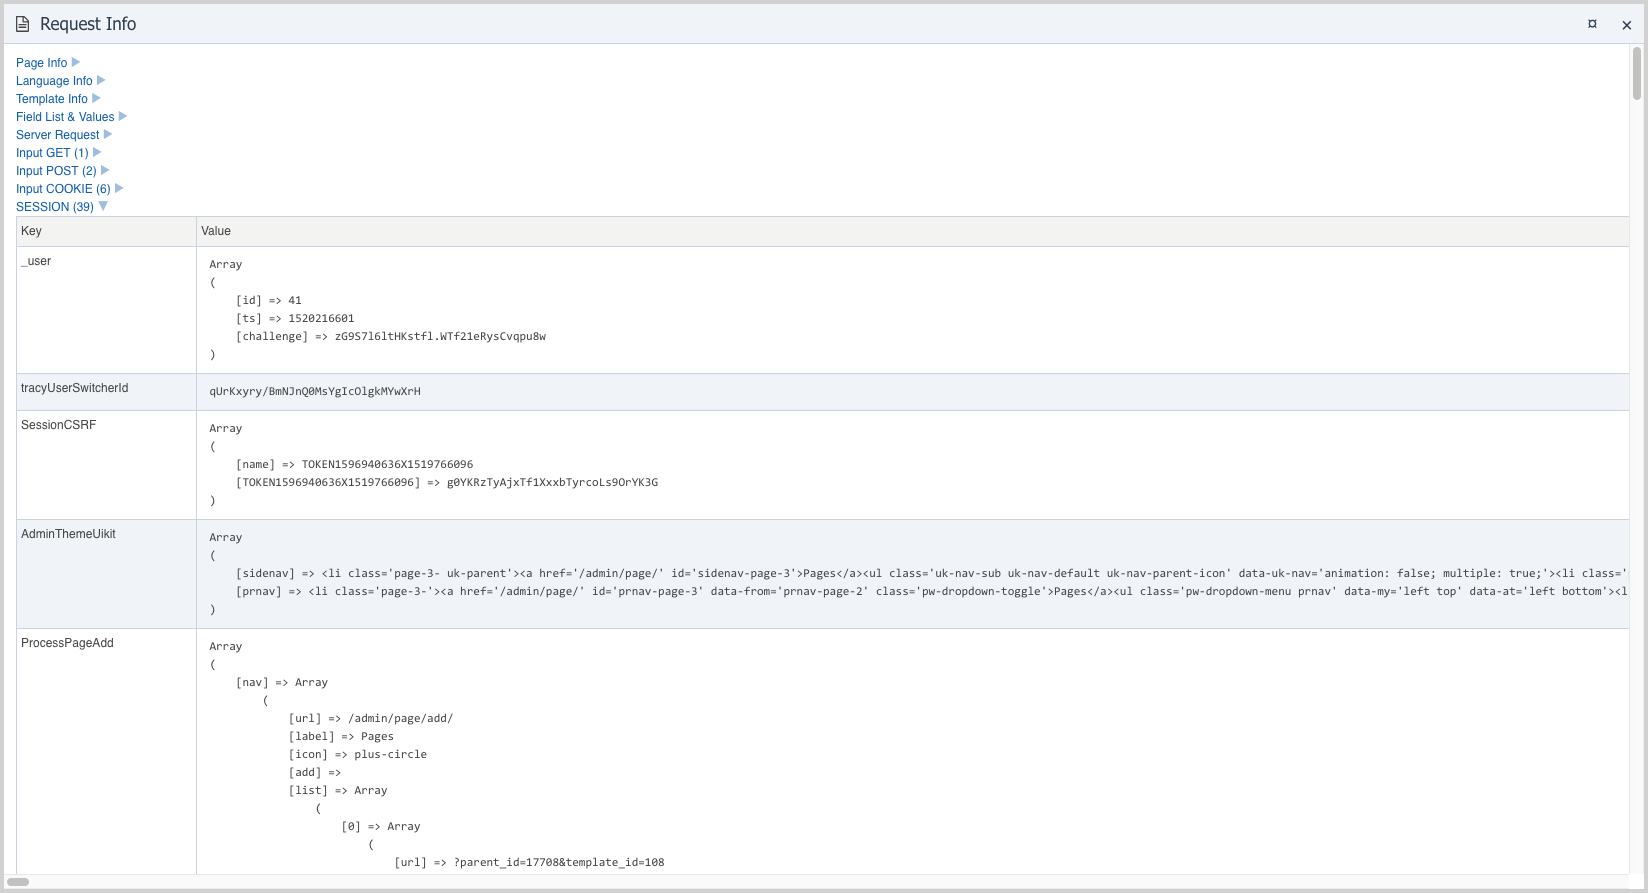 Request Info
Page Info
Language Info
Template Info
Field List & Values
Server Request
Input GET (1)
Input POST (2)
Input COOKIE (6)
SESSION (39)
Key Value
_user
Array
(
[id] => 41
[ts] => 1520216601
[challenge] => zG9S7l6ltHKstfl.WTf21eRysCvqpu8w
)
tracyUserSwitcherId
qUrKxyry/BmNJnQ0MsYgIcOlgkMYwXrH
SessionCSRF
Array
(
[name] => TOKEN1596940636X1519766096
[TOKEN1596940636X1519766096] => g0YKRzTyAjxTf1XxxbTyrcoLs9OrYK3G
)
AdminThemeUikit
Array
(
[sidenav] => <li class='page-3- uk-parent'><a href='/admin/page/' id='sidenav-page-3'>Pages</a><ul class='uk-nav-sub uk-nav-default uk-nav-parent-icon' data-uk-nav='animation: false; multiple: true;'><li class='
[prnav] => <li class='page-3-'><a href='/admin/page/' id='prnav-page-3' data-from='prnav-page-2' class='pw-dropdown-toggle'>Pages</a><ul class='pw-dropdown-menu prnav' data-my='left top' data-at='left bottom'><l
)
ProcessPageAdd
Array
(
[nav] => Array
(
[url] => /admin/page/add/
[label] => Pages
[icon] => plus-circle
[add] =>
[list] => Array
(
[0] => Array
(
[url] => ?parent_id=17708&template_id=108